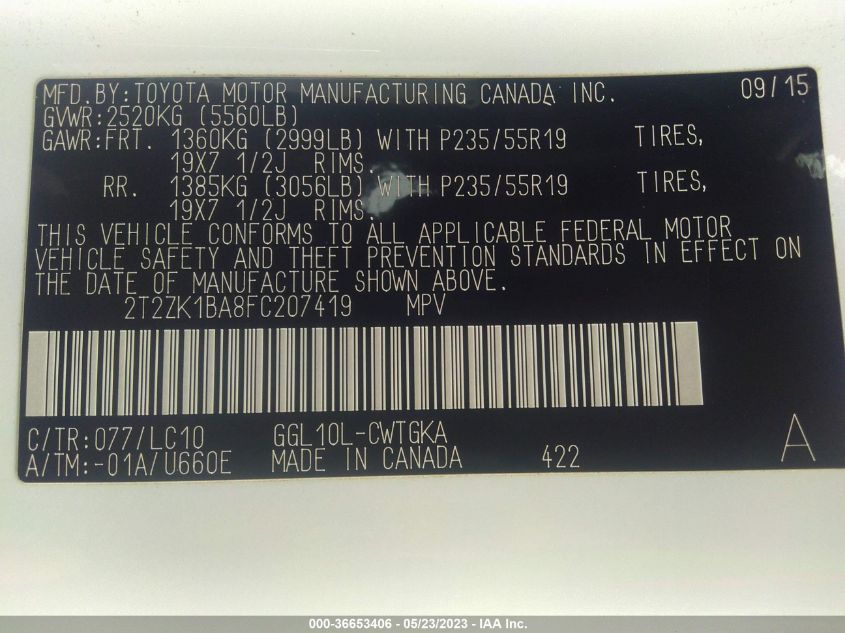 MFD.BY:TOYOTA MOTOR MANUFACTURING CANADA INC. 09/15
GVWR:2520KG (5560LB)
GAWR:FRT. 1360KG (2999LB) WITH P235/55R19 TIRES,
19X7 1/2J RIMS.
RR. 1385KG (3056LB) WITH P235/55R19 TIRES,
19X7 1/2J RIMS.
THIS VEHICLE CONFORMS TO ALL APPLICABLE FEDERAL MOTOR
VEHICLE SAFETY AND THEFT PREVENTION STANDARDS IN EFFECT ON
THE DATE OF MANUFACTURE SHOWN ABOVE.
2T2ZK1BA8FC207419 MPV
C/TR:077/LC10 GGL10L-CWTGKA
A/TM:-01A/U660E MADE IN CANADA 422 A
000-36653406 - 05/23/2023 - IAA Inc.